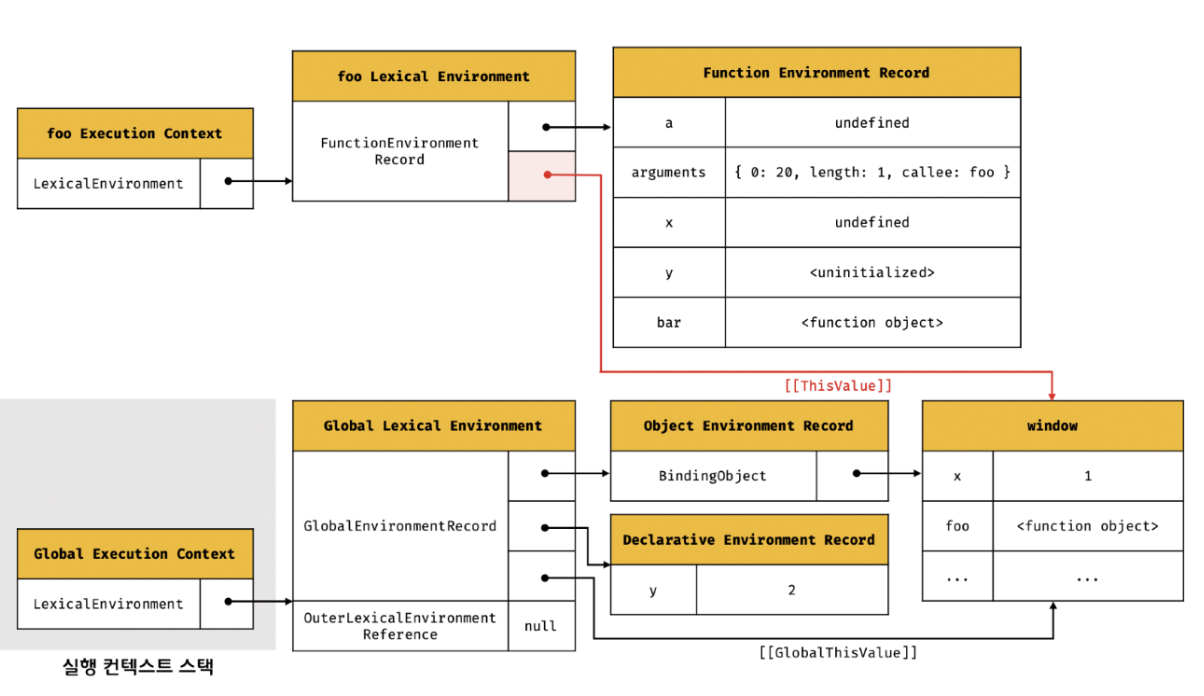 foo Lexical Environment
Function Environment Record
foo Execution Context
LexicalEnvironment
FunctionEnvironment
Record
a
undefined
arguments
{ 0: 20, length: 1, callee: foo }
x
undefined
y
<uninitialized>
bar
<function object>
[[ThisValue]]
Global Lexical Environment
Object Environment Record
window
BindingObject
x
1
GlobalEnvironmentRecord
foo
<function object>
Declarative Environment Record
Global Execution Context
...
...
y
2
LexicalEnvironment
OuterLexicalEnvironment
Reference
null
[[GlobalThisValue]]
실행 컨텍스트 스택